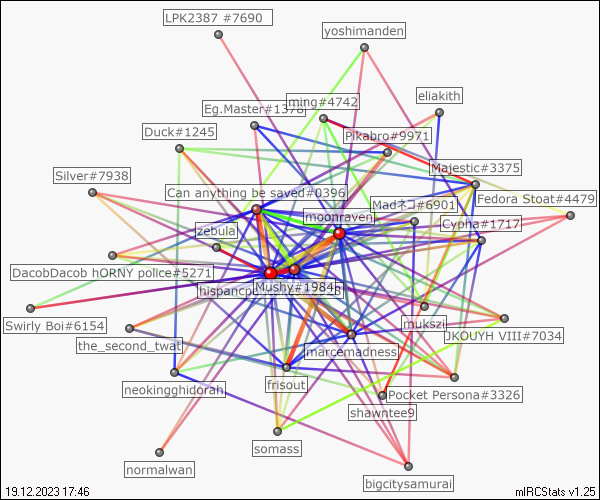 LPK2387 #7690
yoshimanden
eliakith
ming#4742
Eg.Master#1378
Duck#1245
Pikabro#9971
Majestic#3375
Silver#7938
Can anything be saved#0396
Fedora Stoat#4479
Madネコ#6901
moonraven
Cypha#1717
zebula
DacobDacob hORNY police#5271
Mushy#1984
Swirly Boi#6154
mukszi
JKOUYH VIII#7034
the_second_twat
marcemadness
neokingghidorah
frisout
Pocket Persona#3326
shawntee9
somass
normalwan
bigcitysamurai
19.12.2023 17:46
mIRCStats v1.25